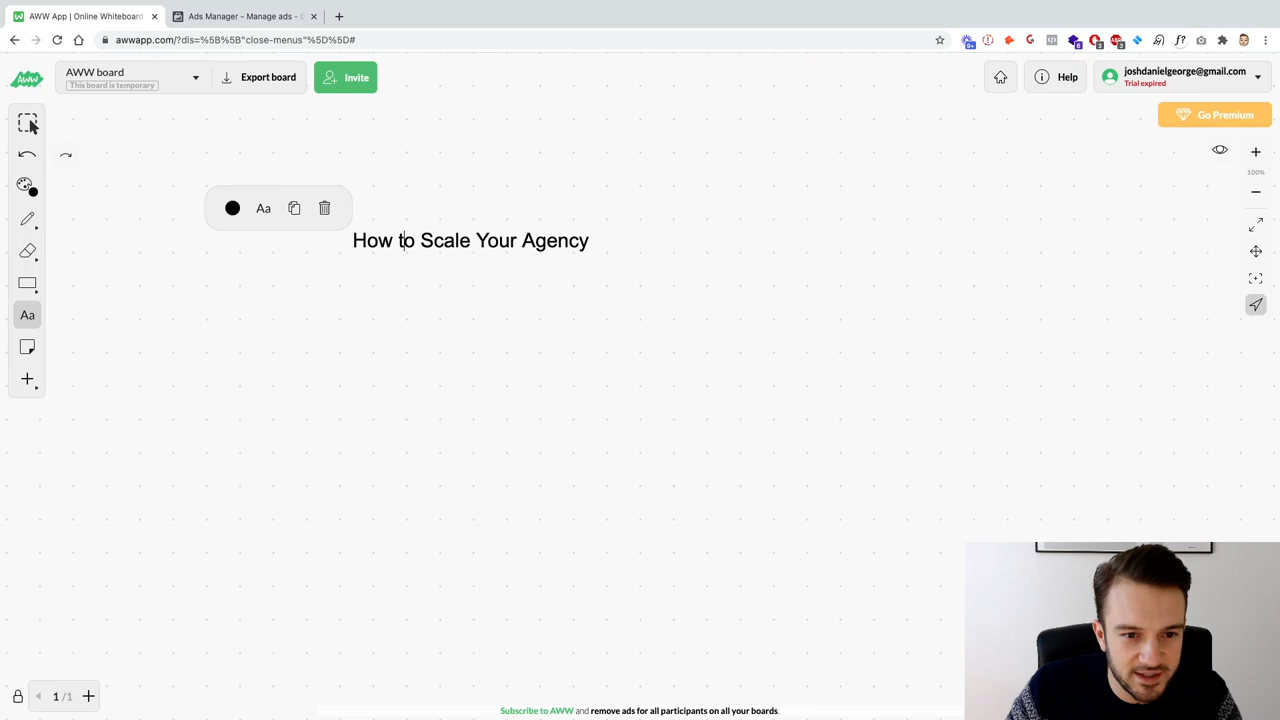 AWW App | Online Whiteboard
Ads Manager - Manage ads -
awwapp.com/?dis=%5B%5B"close-menus"%5D%5D#
AWW
AWW board
This board is temporary
Export board
Invite
Help
joshdanielgeorge@gmail.com
Trial expired
Go Premium
100%
Aa
How to Scale Your Agency
Aa
1 /1
Subscribe to AWW and remove ads for all participants on all your boards.